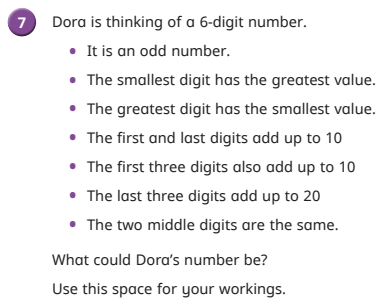 7 Dora is thinking of a 6-digit number.
• It is an odd number.
• The smallest digit has the greatest value.
• The greatest digit has the smallest value.
• The first and last digits add up to 10
• The first three digits also add up to 10
• The last three digits add up to 20
• The two middle digits are the same.
What could Dora’s number be?
Use this space for your workings.